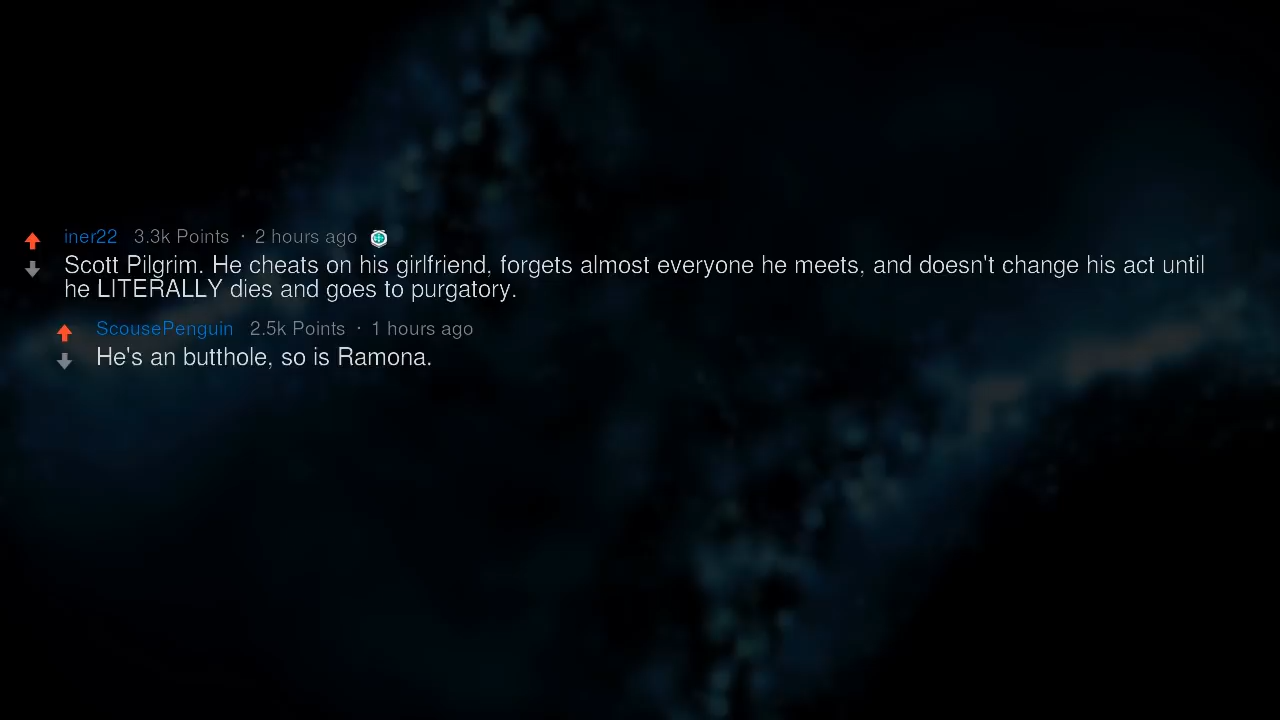 iner22 3.3k Points · 2 hours ago
Scott Pilgrim. He cheats on his girlfriend, forgets almost everyone he meets, and doesn't change his act until
he LITERALLY dies and goes to purgatory.
ScousePenguin 2.5k Points · 1 hours ago
He's an butthole, so is Ramona.